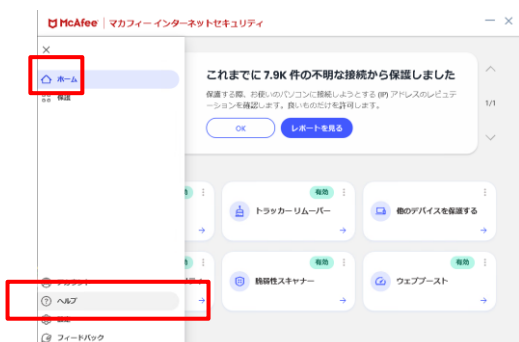 McAfee マカフィー インターネットセキュリティ
ホーム
保護
これまでに 7.9K 件の不明な接続から保護しました
保護する際、お使いのパソコンに接続しようとする (IP) アドレスのレピュテ
ーションを確認します。良いものだけを許可します。
OK
レポートを見る
1/1
有効
トラッカー リムーバー
他のデバイスを保護する
有効
有効
脆弱性スキャナー
ウェブブースト
アカウント
ヘルプ
設定
フィードバック